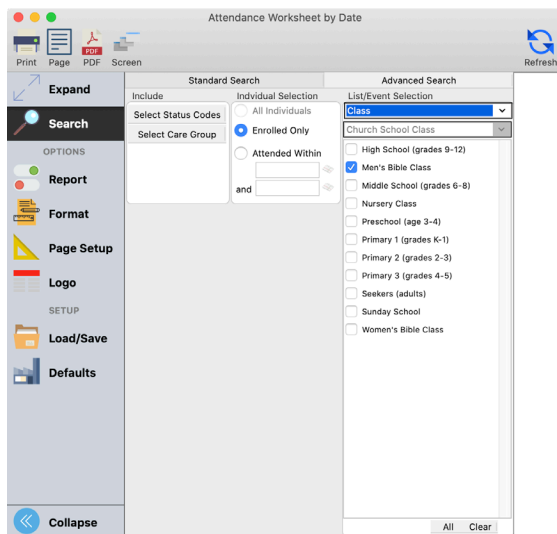 Attendance Worksheet by Date
Print Page PDF Screen Refresh
PDF
Expand
Search
OPTIONS
Report
Format
Page Setup
Logo
SETUP
Load/Save
Defaults
Collapse
Standard Search
Advanced Search
Include
Select Status Codes
Select Care Group
Indvidual Selection
All Individuals
Enrolled Only
Attended Within
and
List/Event Selection
Class
Church School Class
High School (grades 9-12)
Men's Bible Class
Middle School (grades 6-8)
Nursery Class
Preschool (age 3-4)
Primary 1 (grades K-1)
Primary 2 (grades 2-3)
Primary 3 (grades 4-5)
Seekers (adults)
Sunday School
Women's Bible Class
All Clear